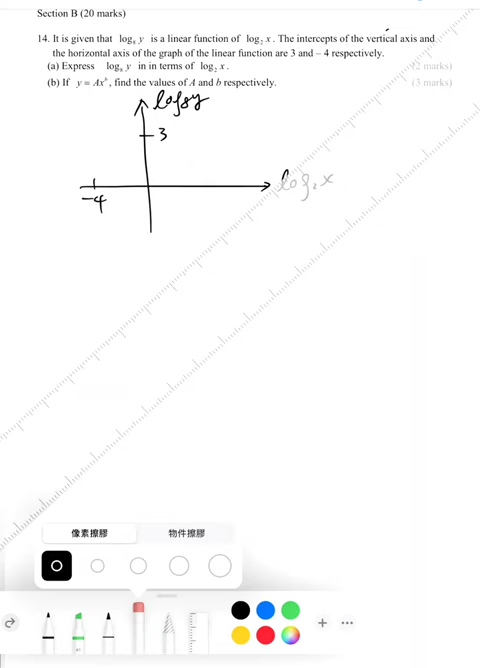 Section B (20 marks)
14. It is given that log₈ y is a linear function of log₂ x. The intercepts of the vertical axis and
the horizontal axis of the graph of the linear function are 3 and – 4 respectively.
(a) Express log₈ y in in terms of log₂ x. (2 marks)
(b) If y = Axᵇ, find the values of A and b respectively. (3 marks)
log8y
3
-4
log₂x
像素擦膠 物件擦膠